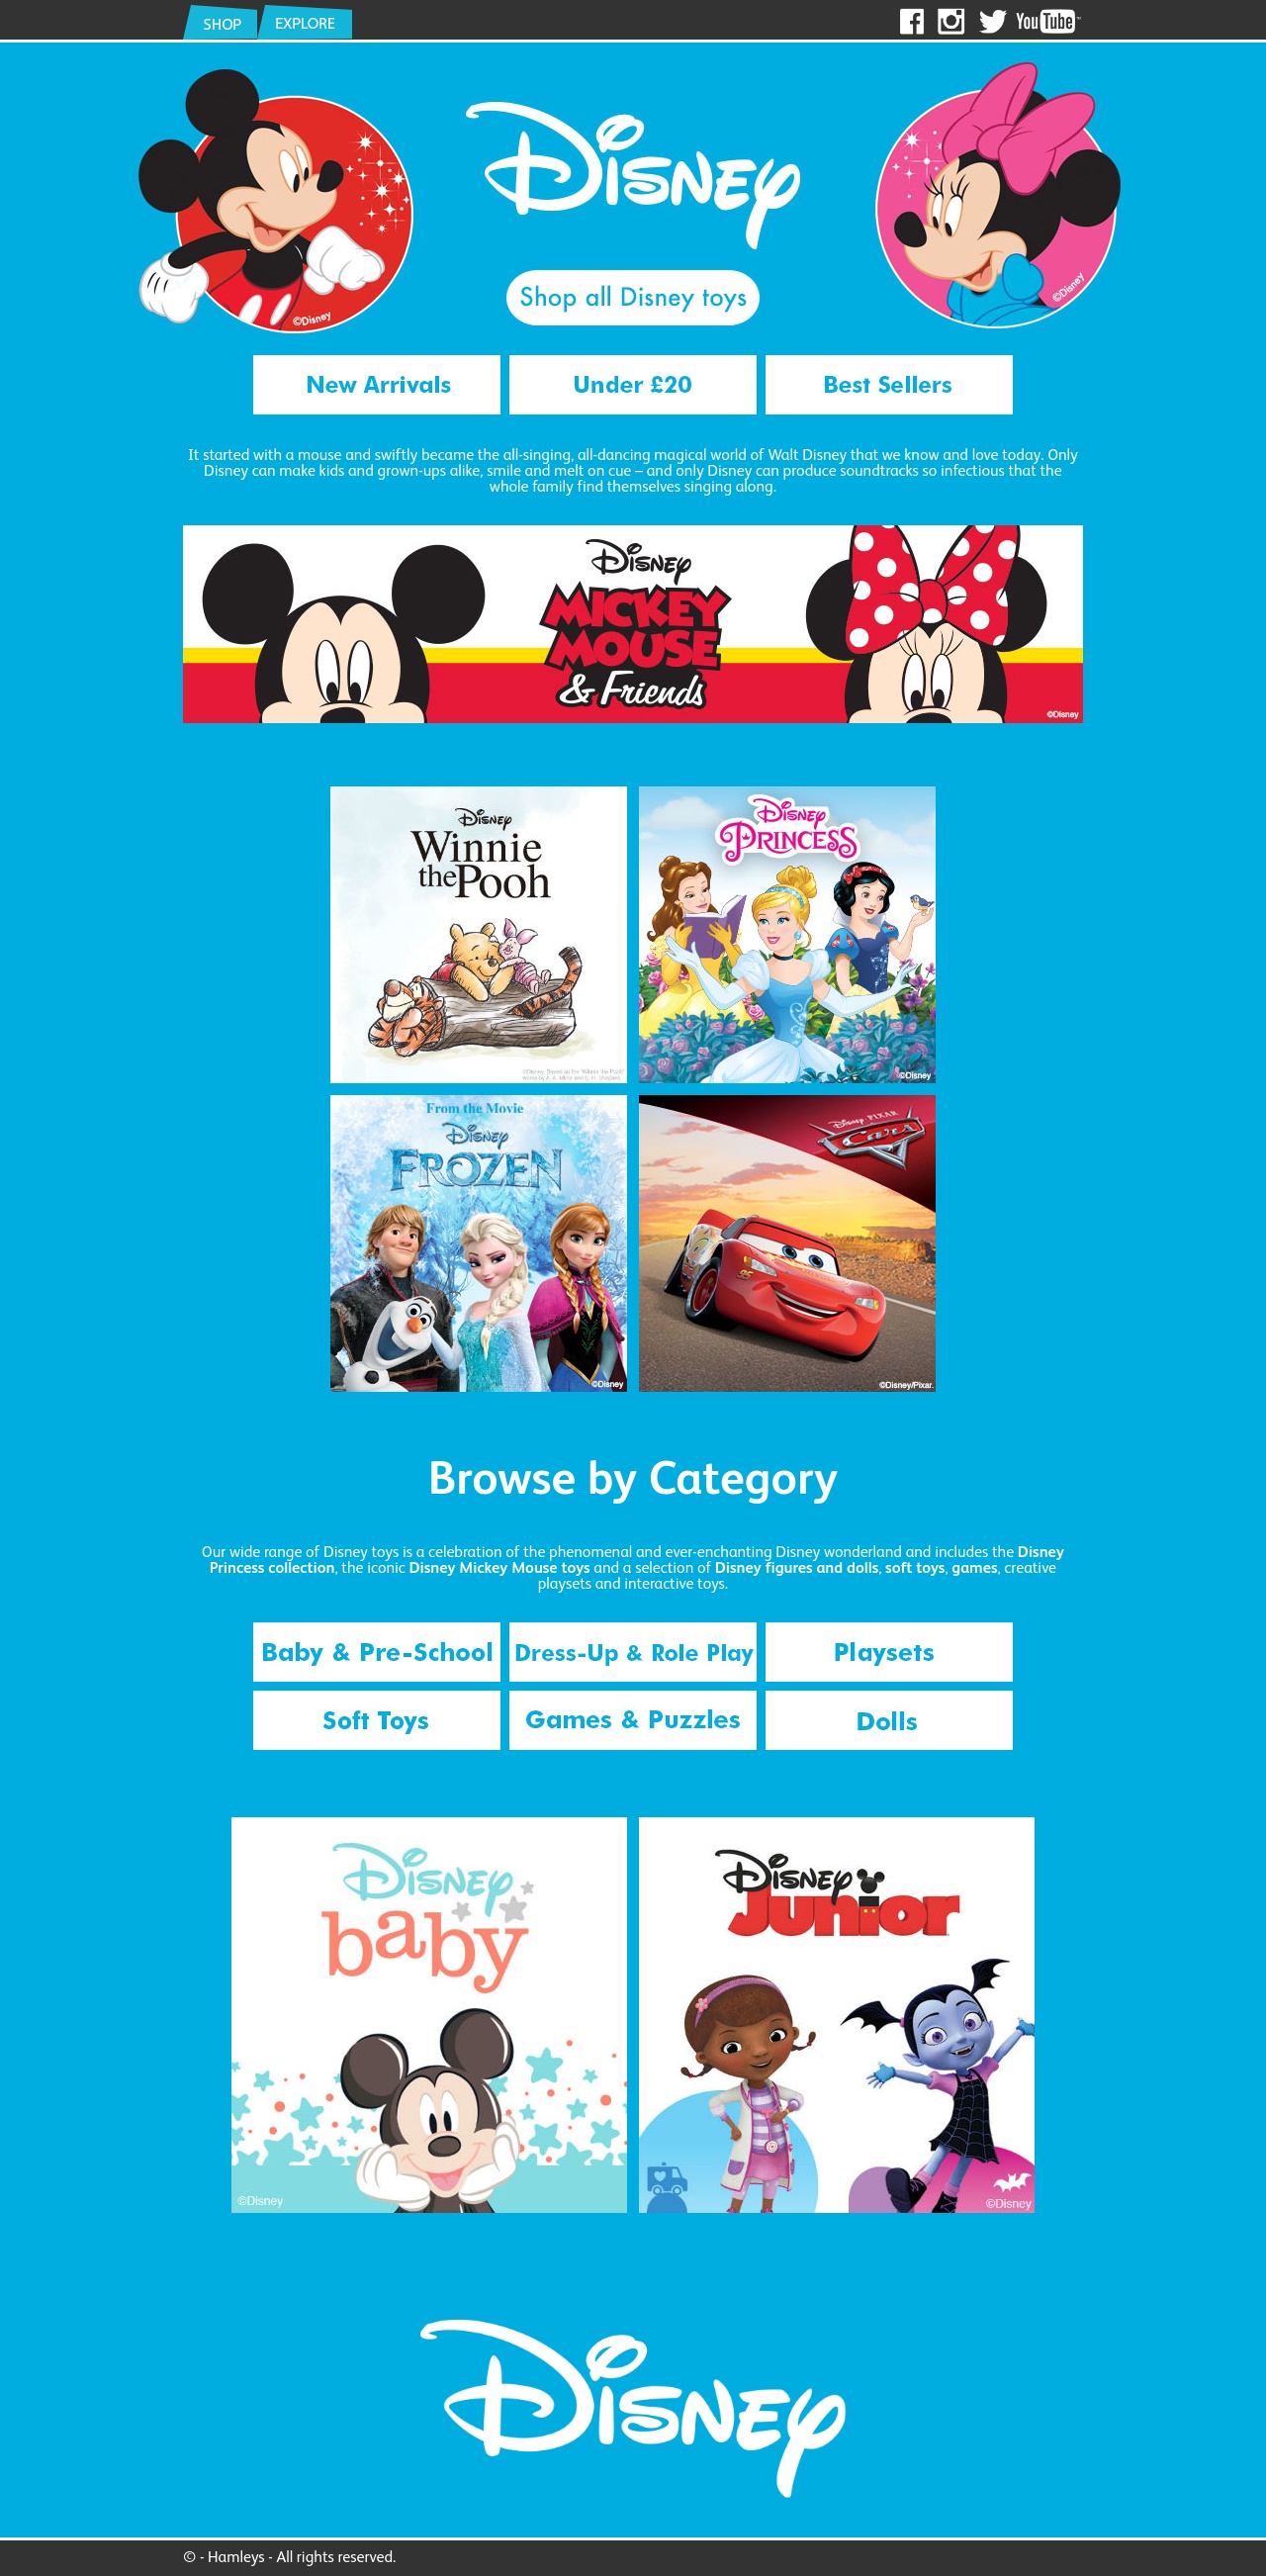 SHOP
EXPLORE
You Tube
Disney
©Disney
©Disney
Shop all Disney toys
New Arrivals
Under £20
Best Sellers
It started with a mouse and swiftly became the all-singing, all-dancing magical world of Walt Disney that we know and love today. Only
Disney can make kids and grown-ups alike, smile and melt on cue – and only Disney can produce soundtracks so infectious that the
whole family find themselves singing along.
Disney
MICKEY
MOUSE
& Friends
©Disney
Disney
Winnie
the Pooh
©Disney. Based on the "Winnie the Pooh"
works by A. A. Milne and E. H. Shepard
Disney
PRINCESS
©Disney
From the Movie
Disney
FROZEN
©Disney
Disney PIXAR
Cars
95
©Disney/Pixar.
Browse by Category
Our wide range of Disney toys is a celebration of the phenomenal and ever-enchanting Disney wonderland and includes the Disney
Princess collection, the iconic Disney Mickey Mouse toys and a selection of Disney figures and dolls, soft toys, games, creative
playsets and interactive toys.
Baby & Pre-School
Dress-Up & Role Play
Playsets
Soft Toys
Games & Puzzles
Dolls
Disney
baby
©Disney
Disney
Junior
©Disney
Disney
© - Hamleys - All rights reserved.